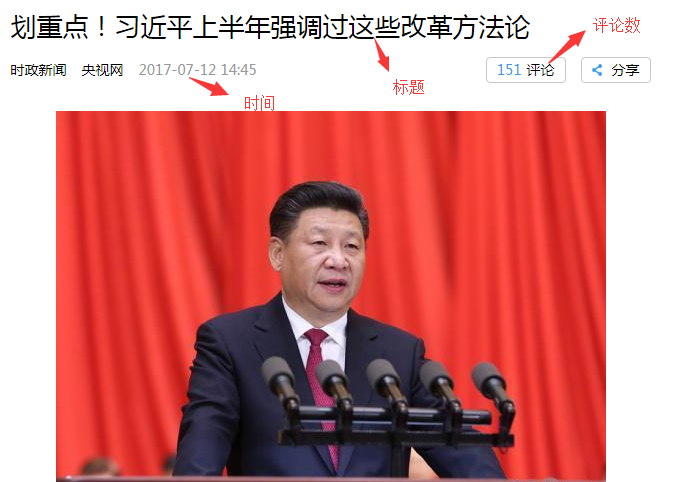 划重点！习近平上半年强调过这些改革方法论
评论数
时政新闻 央视网 2017-07-12 14:45 151 评论 分享
标题
时间